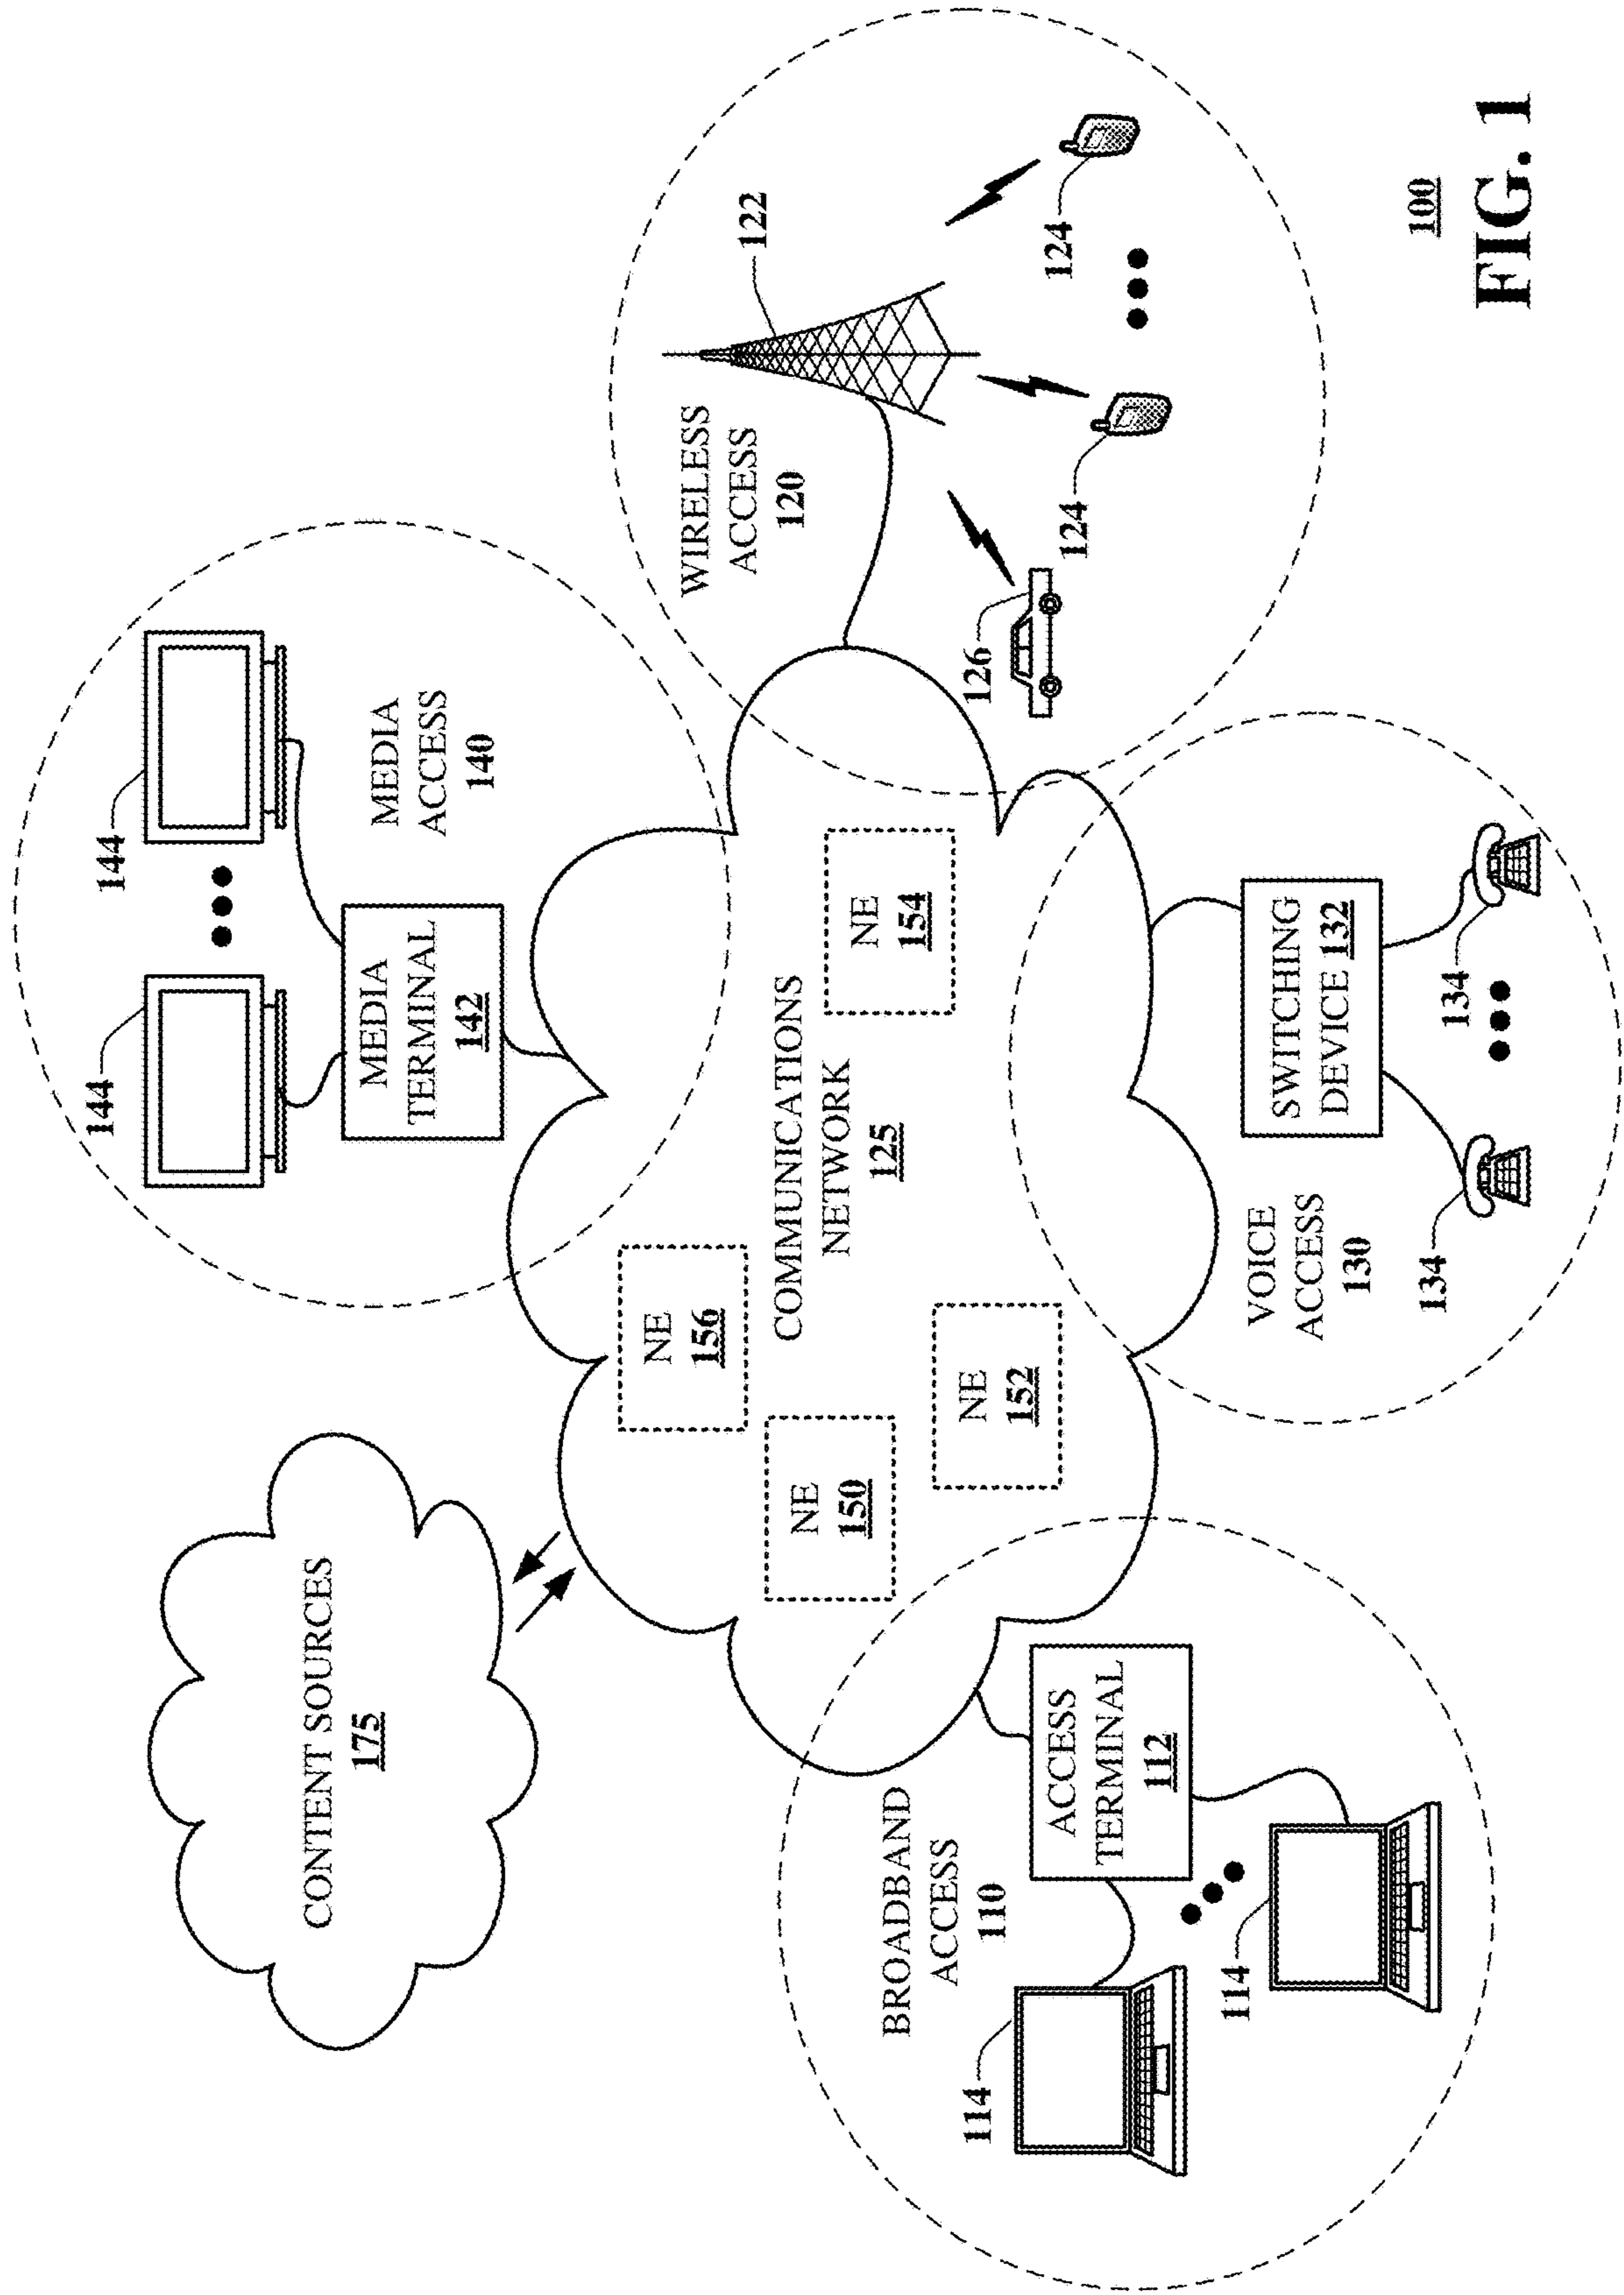 CONTENT SOURCES
175
144
144
MEDIA
TERMINAL
142
MEDIA
ACCESS
140
NE
156
NE
150
NE
152
COMMUNICATIONS
NETWORK
125
NE
154
WIRELESS
ACCESS
120
122
126
124
124
BROADBAND
ACCESS
110
ACCESS
TERMINAL
112
114
114
VOICE
ACCESS
130
SWITCHING
DEVICE 132
134
134
100
FIG. 1